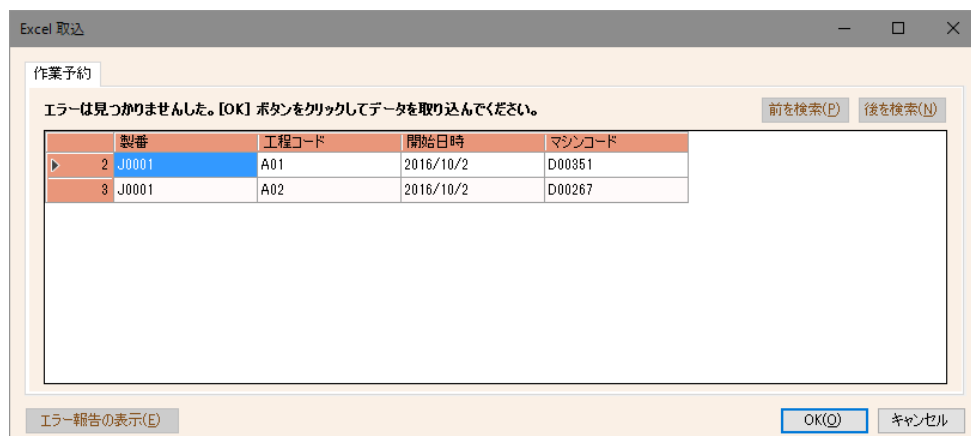 Excel 取込
作業予約
エラーは見つかりませんした。[OK] ボタンをクリックしてデータを取り込んでください。
前を検索(P) 後を検索(N)
製番 工程コード 開始日時 マシンコード
2 J0001 A01 2016/10/2 D00351
3 J0001 A02 2016/10/2 D00267
エラー報告の表示(E)
OK(O) キャンセル